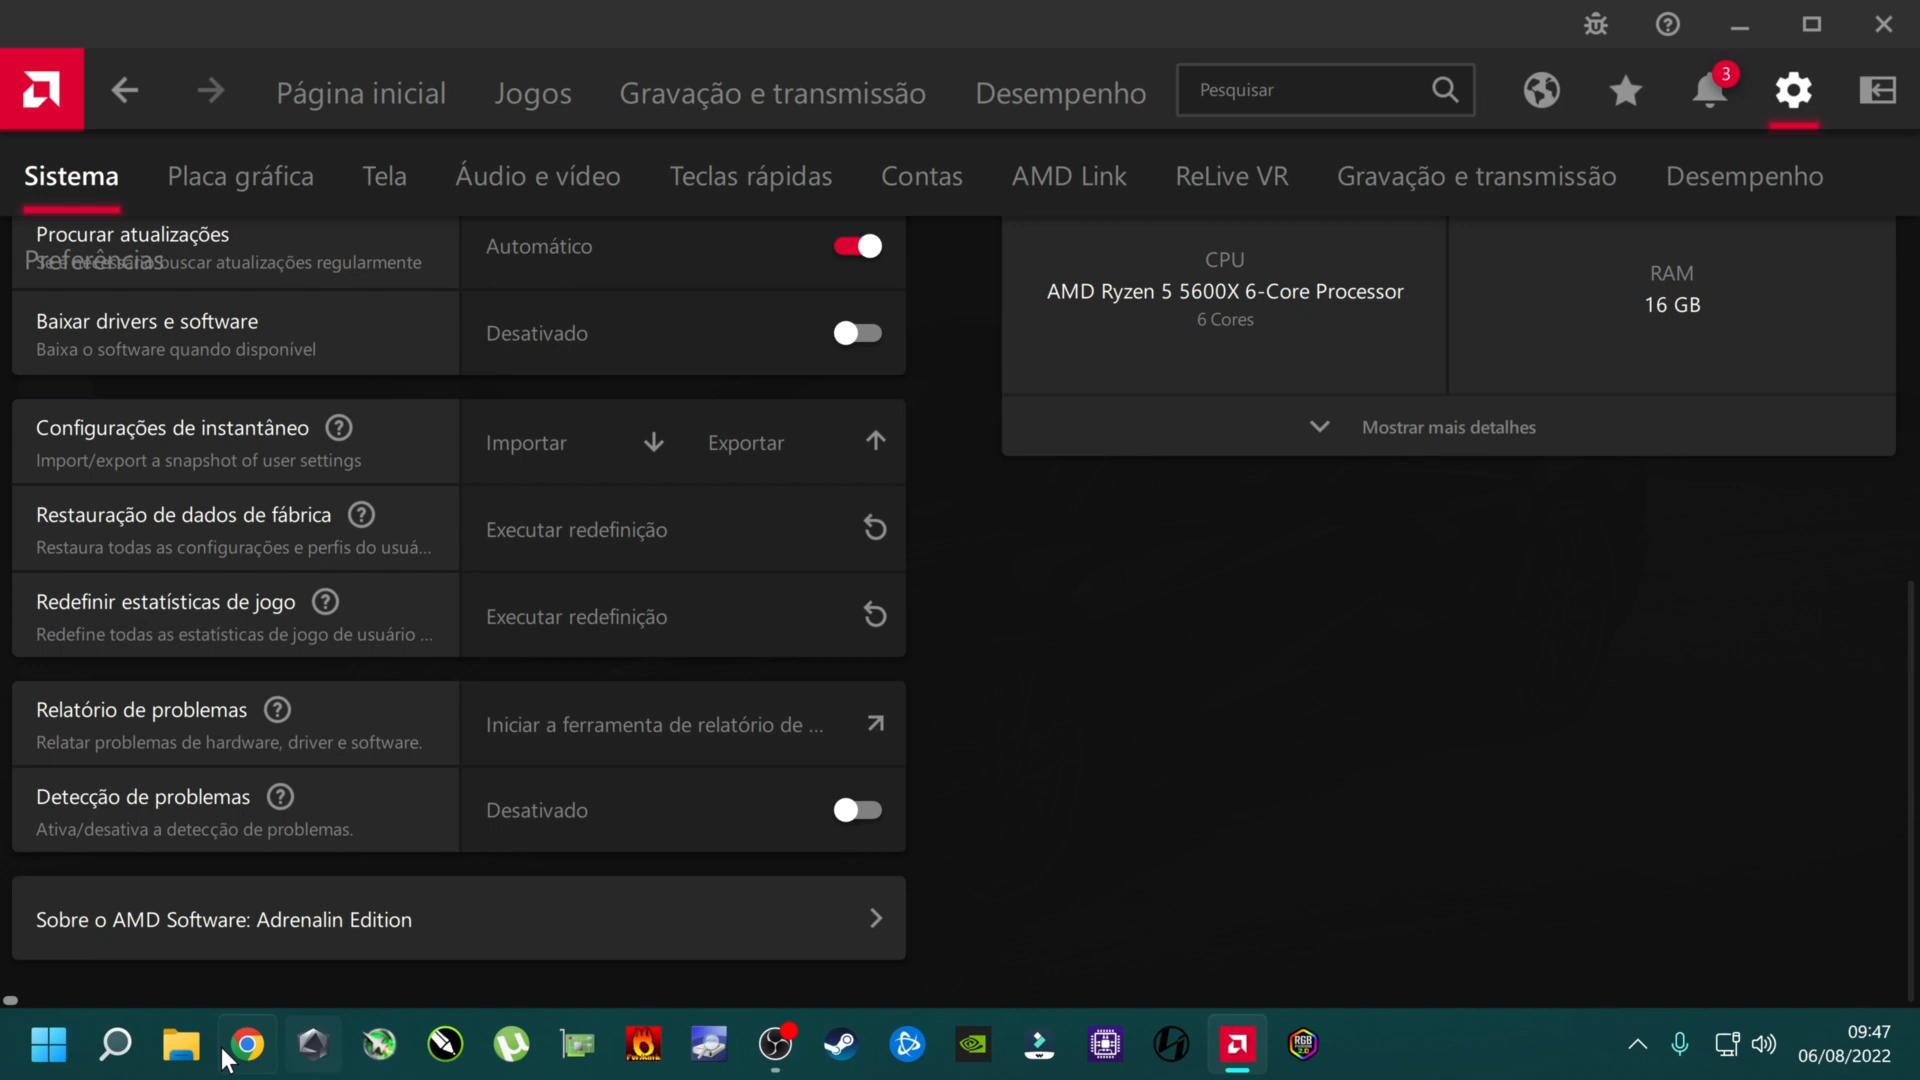 Página inicial
Jogos
Gravação e transmissão
Desempenho
Pesquisar
3
Sistema
Placa gráfica
Tela
Áudio e vídeo
Teclas rápidas
Contas
AMD Link
ReLive VR
Gravação e transmissão
Desempenho
Procurar atualizações
Preferências
buscar atualizações regularmente
Automático
Baixar drivers e software
Baixa o software quando disponível
Desativado
Configurações de instantâneo
Import/export a snapshot of user settings
Importar
Exportar
Restauração de dados de fábrica
Restaura todas as configurações e perfis do usuá...
Executar redefinição
Redefinir estatísticas de jogo
Redefine todas as estatísticas de jogo de usuário ...
Executar redefinição
Relatório de problemas
Relatar problemas de hardware, driver e software.
Iniciar a ferramenta de relatório de ...
Detecção de problemas
Ativa/desativa a detecção de problemas.
Desativado
Sobre o AMD Software: Adrenalin Edition
CPU
AMD Ryzen 5 5600X 6-Core Processor
6 Cores
RAM
16 GB
Mostrar mais detalhes
09:47
06/08/2022